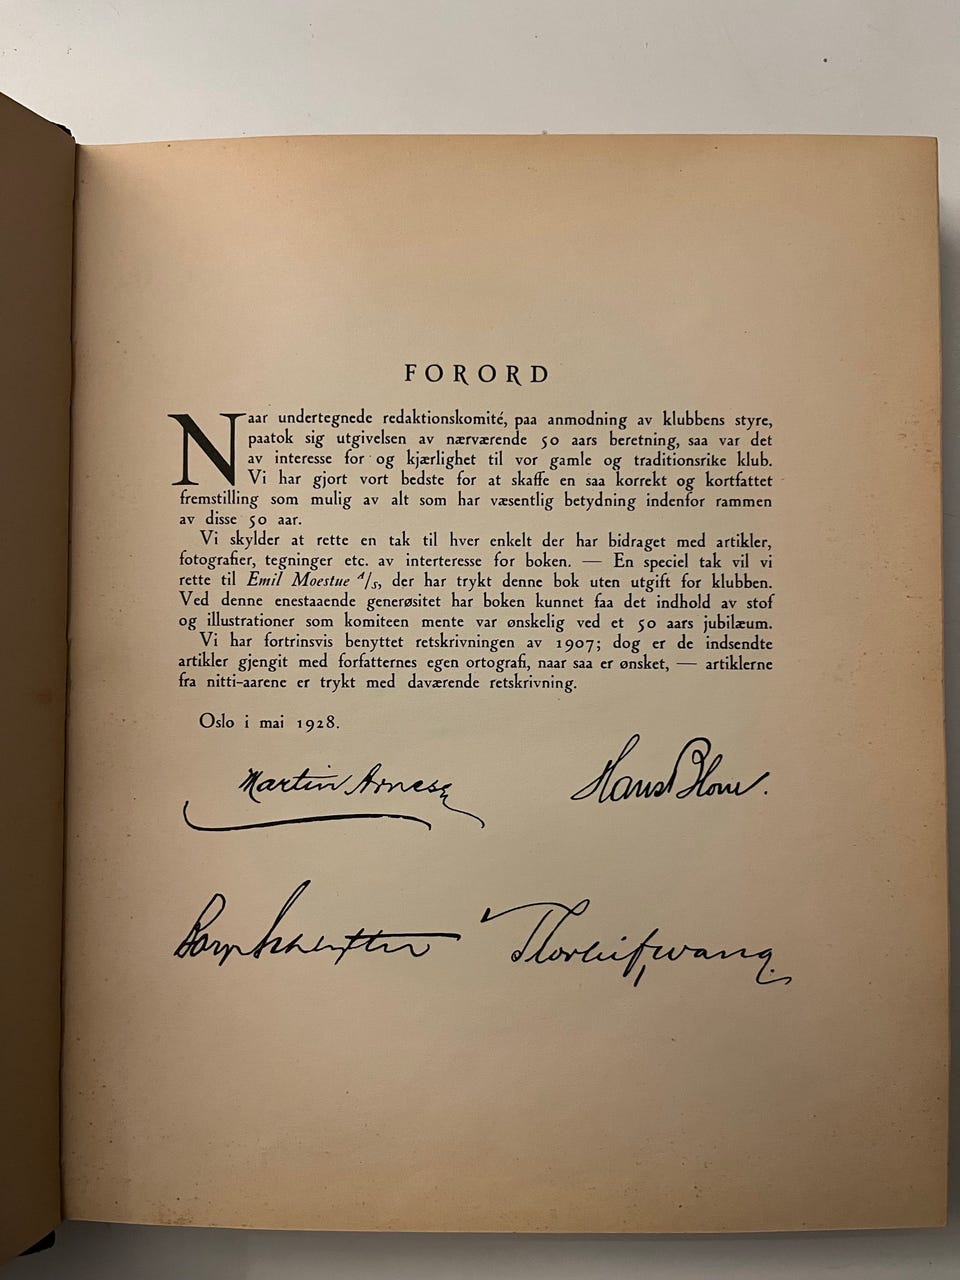 FORORD
Naar undertegnede redaktionskomité, paa anmodning av klubbens styre,
paatok sig utgivelsen av nærværende 50 aars beretning, saa var det
av interesse for og kjærlighet til vor gamle og traditionsrike klub.
Vi har gjort vort bedste for at skaffe en saa korrekt og kortfattet
fremstilling som mulig av alt som har væsentlig betydning indenfor rammen
av disse 50 aar.
Vi skylder at rette en tak til hver enkelt der har bidraget med artikler,
fotografier, tegninger etc. av interteresse for boken. — En speciel tak vil vi
rette til Emil Moestue A/S, der har trykt denne bok uten utgift for klubben.
Ved denne enestaaende generøsitet har boken kunnet faa det indhold av stof
og illustrationer som komiteen mente var ønskelig ved et 50 aars jubilæum.
Vi har fortrinsvis benyttet retskrivningen av 1907; dog er de indsendte
artikler gjengit med forfatternes egen ortografi, naar saa er ønsket, — artiklerne
fra nitti-aarene er trykt med daværende retskrivning.
Oslo i mai 1928.
Martin Arnesen Hans Blom.